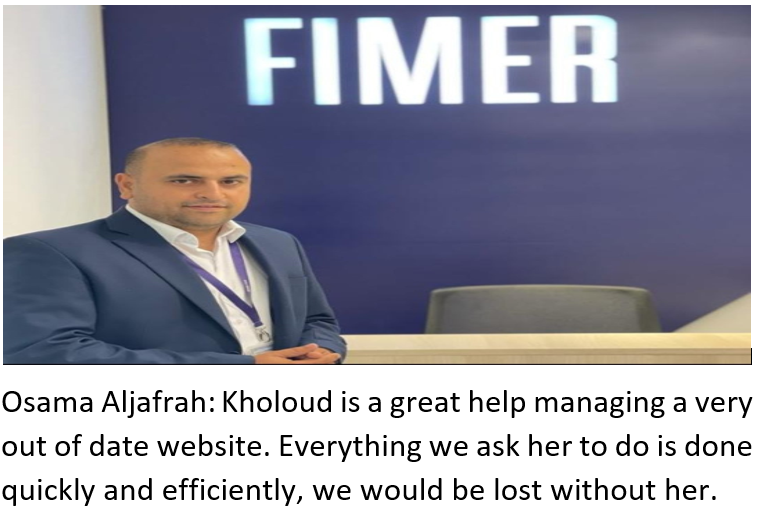 FIMER
Osama Aljafrah: Kholoud is a great help managing a very
out of date website. Everything we ask her to do is done
quickly and efficiently, we would be lost without her.